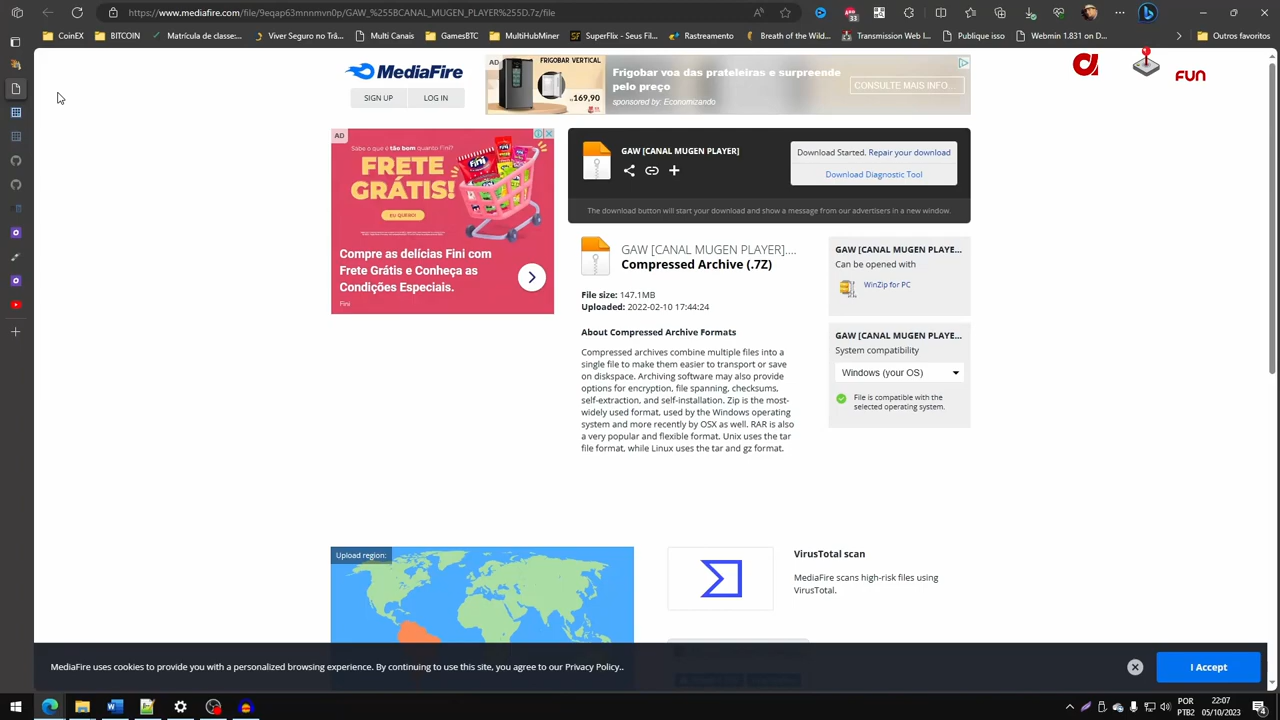 https://www.mediafire.com/file/9eqap63mnnmvn0p/GAW_%255BCANAL_MUGEN_PLAYER%255D.7z/file
CoinEX
BITCOIN
Matrícula de classe:...
Viver Seguro no Trâ...
Multi Canais
GamesBTC
MultiHubMiner
SuperFlix - Seus Fil...
Rastreamento
Breath of the Wild...
Transmission Web I...
Publique isso
Webmin 1.831 on D...
Outros favoritos
MediaFire
SIGN UP
LOG IN
AD
FRIGOBAR VERTICAL
169,90
Frigobar voa das prateleiras e surpreende
pelo preço
sponsored by: Economizando
CONSULTE MAIS INFO...
FUN
AD
Sabe o que é tão bom quanto Fini?
FRETE
GRÁTIS!
EU QUERO!
Compre as delícias Fini com
Frete Grátis e Conheça as
Condições Especiais.
Fini
GAW [CANAL MUGEN PLAYER]
Download Started, Repair your download
Download Diagnostic Tool
The download button will start your download and show a message from our advertisers in a new window.
GAW [CANAL MUGEN PLAYER]....
Compressed Archive (.7Z)
File size: 147.1MB
Uploaded: 2022-02-10 17:44:24
About Compressed Archive Formats
Compressed archives combine multiple files into a
single file to make them easier to transport or save
on diskspace. Archiving software may also provide
options for encryption, file spanning, checksums,
self-extraction, and self-installation. Zip is the most-
widely used format, used by the Windows operating
system and more recently by OSX as well. RAR is also
a very popular and flexible format. Unix uses the tar
file format, while Linux uses the tar and gz format.
GAW [CANAL MUGEN PLAYE...
Can be opened with
WinZip for PC
GAW [CANAL MUGEN PLAYE...
System compatibility
Windows (your OS)
File is compatible with the
selected operating system.
Upload region:
VirusTotal scan
MediaFire scans high-risk files using
VirusTotal.
MediaFire uses cookies to provide you with a personalized browsing experience. By continuing to use this site, you agree to our Privacy Policy..
I Accept
POR
PTB2
22:07
05/10/2023
4